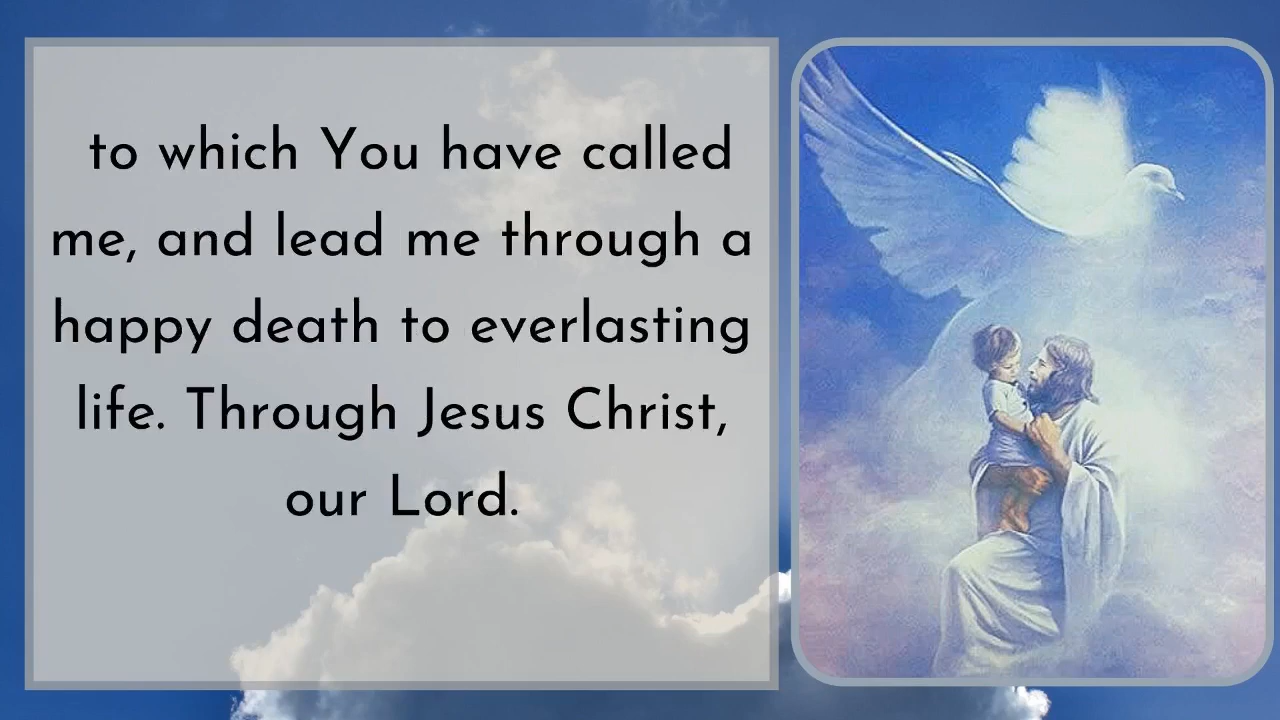 to which You have called
me, and lead me through a
happy death to everlasting
life. Through Jesus Christ,
our Lord.